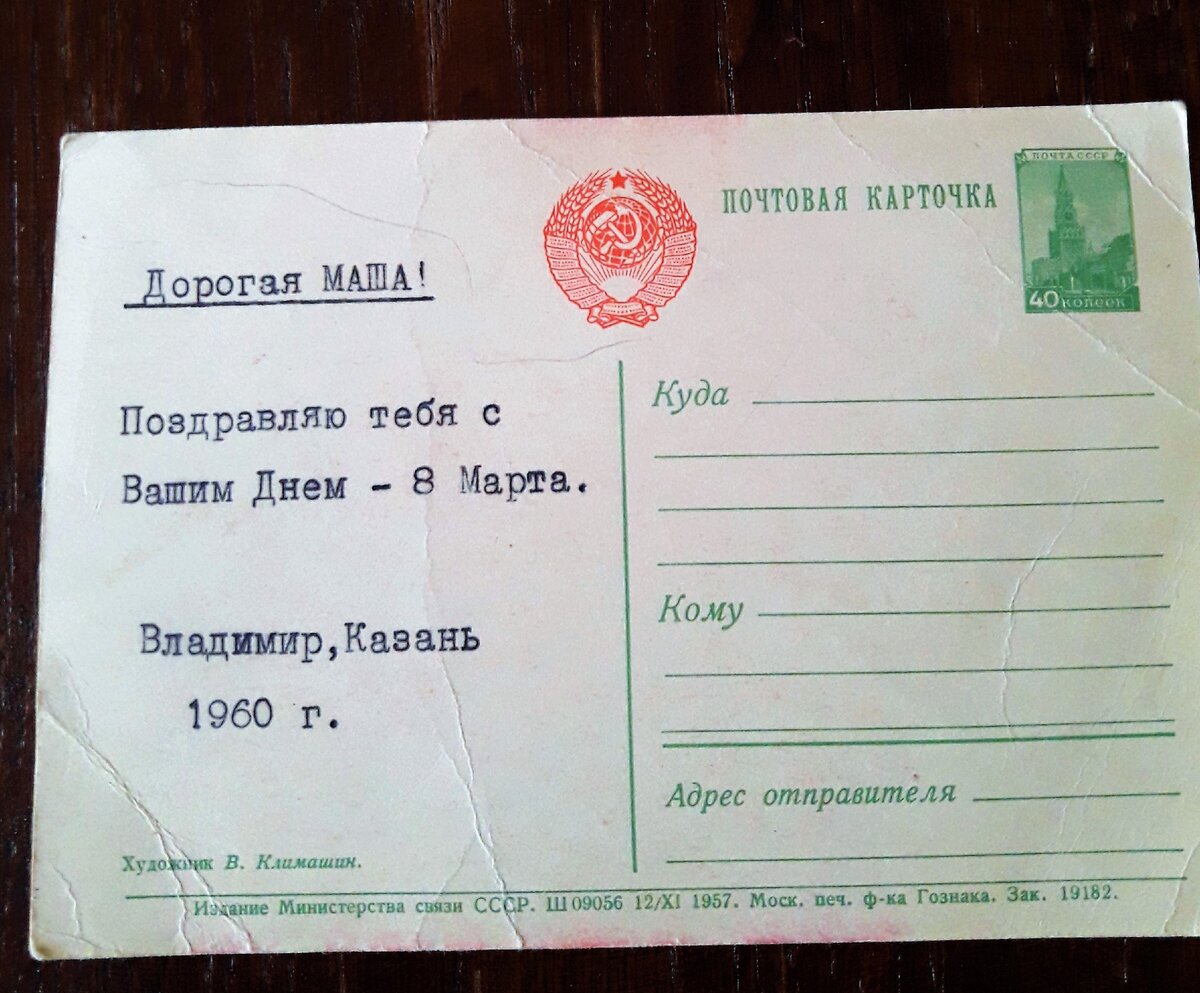 ПОЧТА СССР
ПОЧТОВАЯ КАРТОЧКА
40 копеек
Дорогая МАША!
Поздравляю тебя с
Вашим Днем - 8 Марта.
Владимир,Казань
1960 г.
Куда
Кому
Адрес отправителя
Художник В. Климашин.
Издание Министерства связи СССР. Ш 09056 12/XI 1957. Моск. печ. ф-ка Гознака. Зак. 19182.